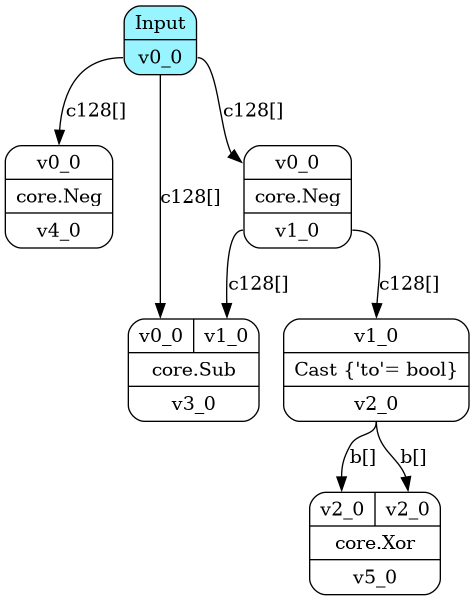 Input
v0_0
c128[]
c128[]
c128[]
v0_0
core.Neg
v4_0
v0_0
core.Neg
v1_0
c128[]
c128[]
v0_0 v1_0
core.Sub
v3_0
v1_0
Cast {'to'= bool}
v2_0
b[] b[]
v2_0 v2_0
core.Xor
v5_0